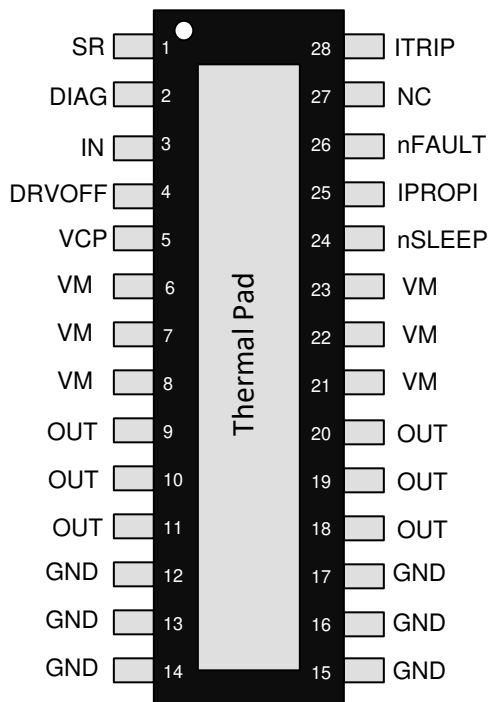 SR 1 28 ITRIP
DIAG 2 27 NC
IN 3 26 nFAULT
DRVOFF 4 25 IPROPI
VCP 5 24 nSLEEP
VM 6 23 VM
VM 7 22 VM
VM 8 21 VM
OUT 9 20 OUT
OUT 10 19 OUT
OUT 11 18 OUT
GND 12 17 GND
GND 13 16 GND
GND 14 15 GND
Thermal Pad